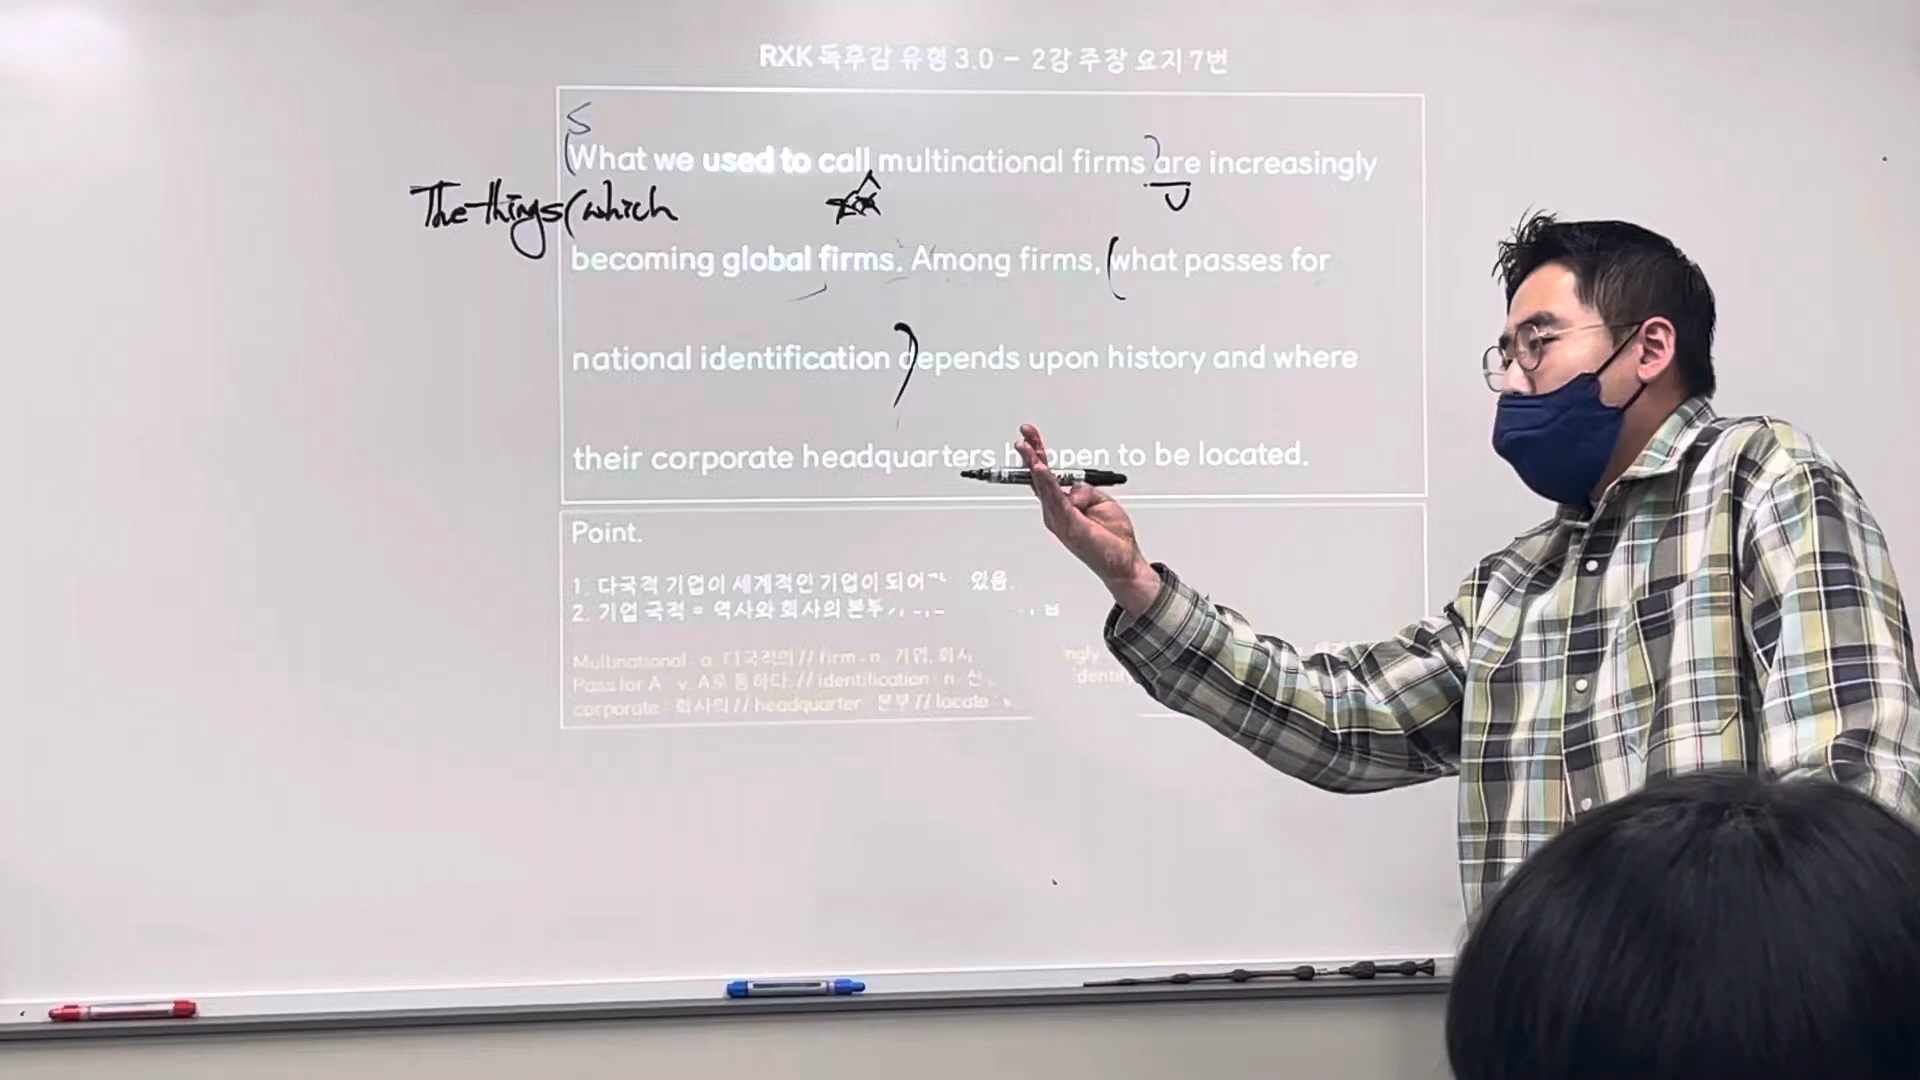 RXK 독후감 유형 3.0 - 2강 주장 요지 7번
S
(What we used to call multinational firms) are increasingly
V
The things (which
becoming global firms. Among firms, (what passes for
national identification) depends upon history and where
their corporate headquarters happen to be located.
Point.
1. 다국적 기업이 세계적인 기업이 되어 있음.
2. 기업 국적 = 역사와 회사의 본부
Multinational : a. 다국적의 // firm - n. 기업, 회사
Pass for A : v. A로 통하다. // identification : n. 신
corporate : 회사의 // headquarter : 본부 // locate :